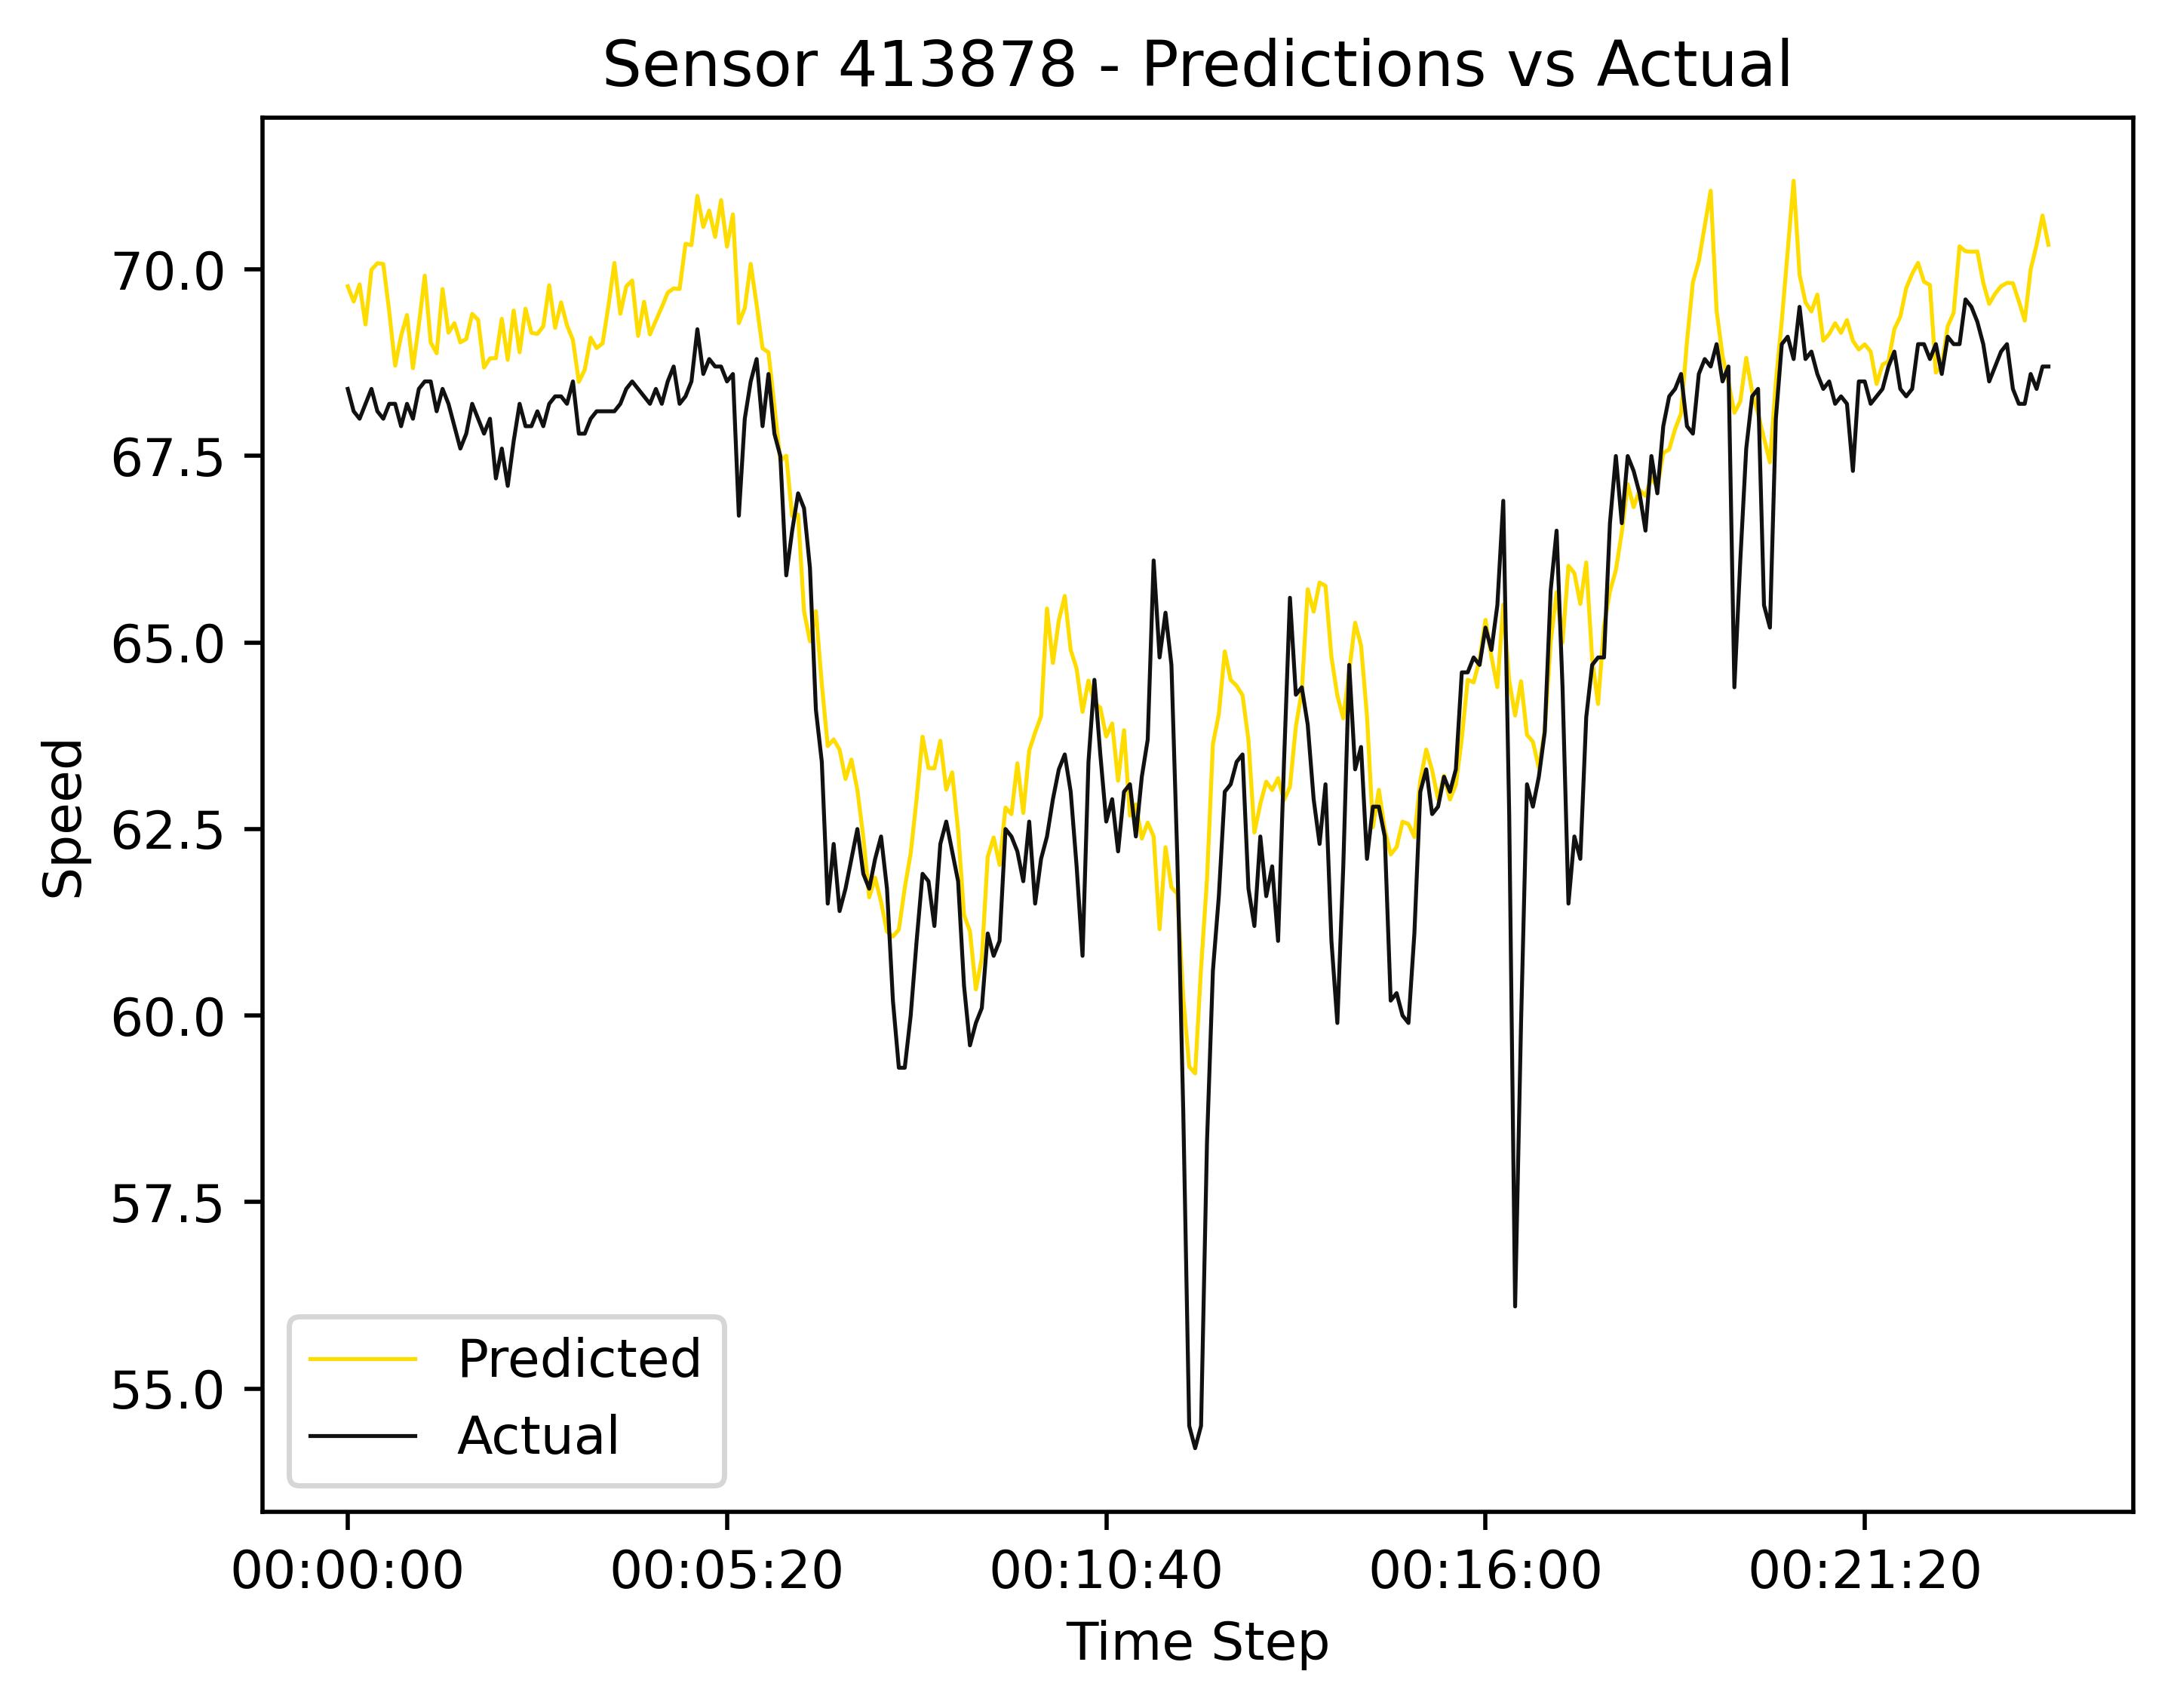 Sensor 413878 - Predictions vs Actual
70.0
67.5
65.0
62.5
60.0
57.5
55.0
Speed
Predicted
Actual
00:00:00 00:05:20 00:10:40 00:16:00 00:21:20
Time Step